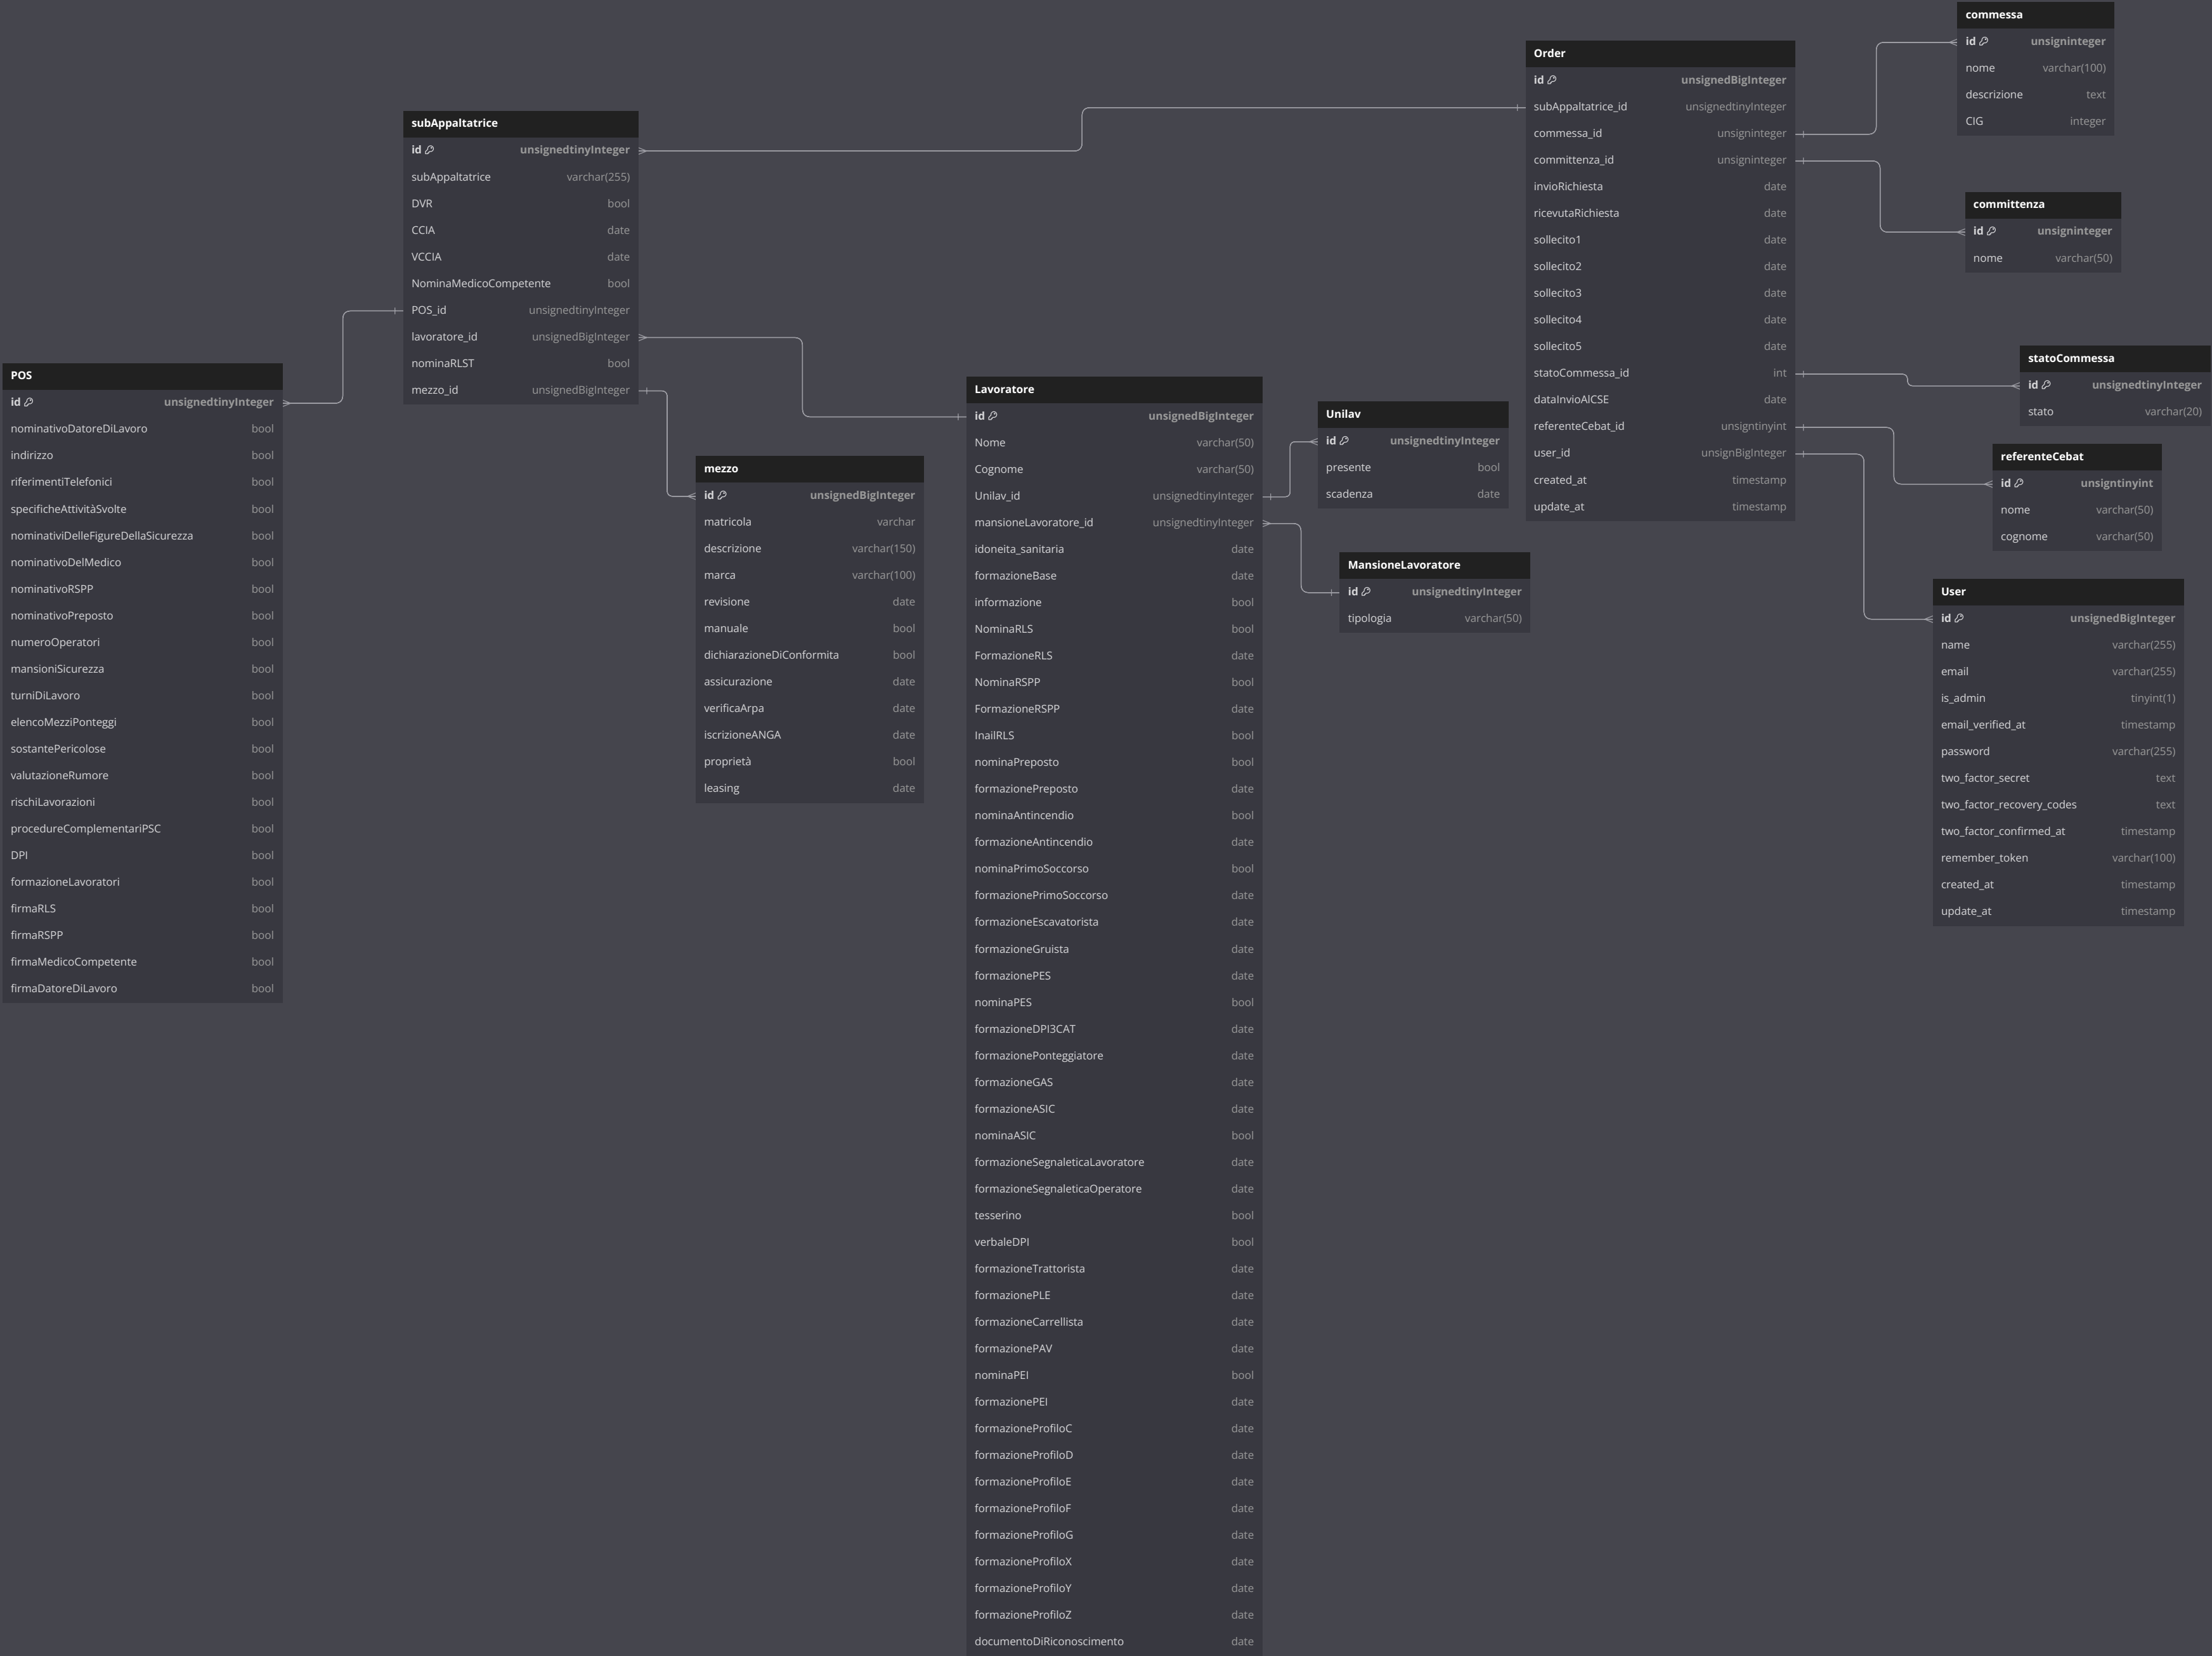 commessa
id unsigninteger
nome varchar(100)
descrizione text
CIG integer
Order
id unsignedBigInteger
subAppaltatrice_id unsignedtinyInteger
commessa_id unsigninteger
committenza_id unsigninteger
invioRichiesta date
ricevutaRichiesta date
sollecito1 date
sollecito2 date
sollecito3 date
sollecito4 date
sollecito5 date
statoCommessa_id int
dataInvioAlCSE date
referenteCebat_id unsigntinyint
user_id unsignBigInteger
created_at timestamp
update_at timestamp
subAppaltatrice
id unsignedtinyInteger
subAppaltatrice varchar(255)
DVR bool
CCIA date
VCCIA date
NominaMedicoCompetente bool
POS_id unsignedtinyInteger
lavoratore_id unsignedBigInteger
nominaRLST bool
mezzo_id unsignedBigInteger
committenza
id unsigninteger
nome varchar(50)
statoCommessa
id unsignedtinyInteger
stato varchar(20)
POS
id unsignedtinyInteger
nominativoDatoreDiLavoro bool
indirizzo bool
riferimentiTelefonici bool
specificheAttivitàSvolte bool
nominativiDelleFigureDellaSicurezza bool
nominativoDelMedico bool
nominativoRSPP bool
nominativoPreposto bool
numeroOperatori bool
mansioniSicurezza bool
turniDiLavoro bool
elencoMezziPonteggi bool
sostantePericolose bool
valutazioneRumore bool
rischiLavorazioni bool
procedureComplementariPSC bool
DPI bool
formazioneLavoratori bool
firmaRLS bool
firmaRSPP bool
firmaMedicoCompetente bool
firmaDatoreDiLavoro bool
mezzo
id unsignedBigInteger
matricola varchar
descrizione varchar(150)
marca varchar(100)
revisione date
manuale bool
dichiarazioneDiConformita bool
assicurazione date
verificaArpa date
iscrizioneANGA date
proprietà bool
leasing date
Lavoratore
id unsignedBigInteger
Nome varchar(50)
Cognome varchar(50)
Unilav_id unsignedtinyInteger
mansioneLavoratore_id unsignedtinyInteger
idoneita_sanitaria date
formazioneBase date
informazione bool
NominaRLS bool
FormazioneRLS date
NominaRSPP bool
FormazioneRSPP date
InailRLS bool
nominaPreposto bool
formazionePreposto date
nominaAntincendio bool
formazioneAntincendio date
nominaPrimoSoccorso bool
formazionePrimoSoccorso date
formazioneEscavatorista date
formazioneGruista date
formazionePES date
nominaPES bool
formazioneDPI3CAT date
formazionePonteggiatore date
formazioneGAS date
formazioneASIC date
nominaASIC bool
formazioneSegnaleticaLavoratore date
formazioneSegnaleticaOperatore date
tesserino bool
verbaleDPI bool
formazioneTrattorista date
formazionePLE date
formazioneCarrellista date
formazionePAV date
nominaPEI bool
formazionePEI date
formazioneProfiloC date
formazioneProfiloD date
formazioneProfiloE date
formazioneProfiloF date
formazioneProfiloG date
formazioneProfiloX date
formazioneProfiloY date
formazioneProfiloZ date
documentoDiRiconoscimento date
Unilav
id unsignedtinyInteger
presente bool
scadenza date
MansioneLavoratore
id unsignedtinyInteger
tipologia varchar(50)
referenteCebat
id unsigntinyint
nome varchar(50)
cognome varchar(50)
User
id unsignedBigInteger
name varchar(255)
email varchar(255)
is_admin tinyint(1)
email_verified_at timestamp
password varchar(255)
two_factor_secret text
two_factor_recovery_codes text
two_factor_confirmed_at timestamp
remember_token varchar(100)
created_at timestamp
update_at timestamp